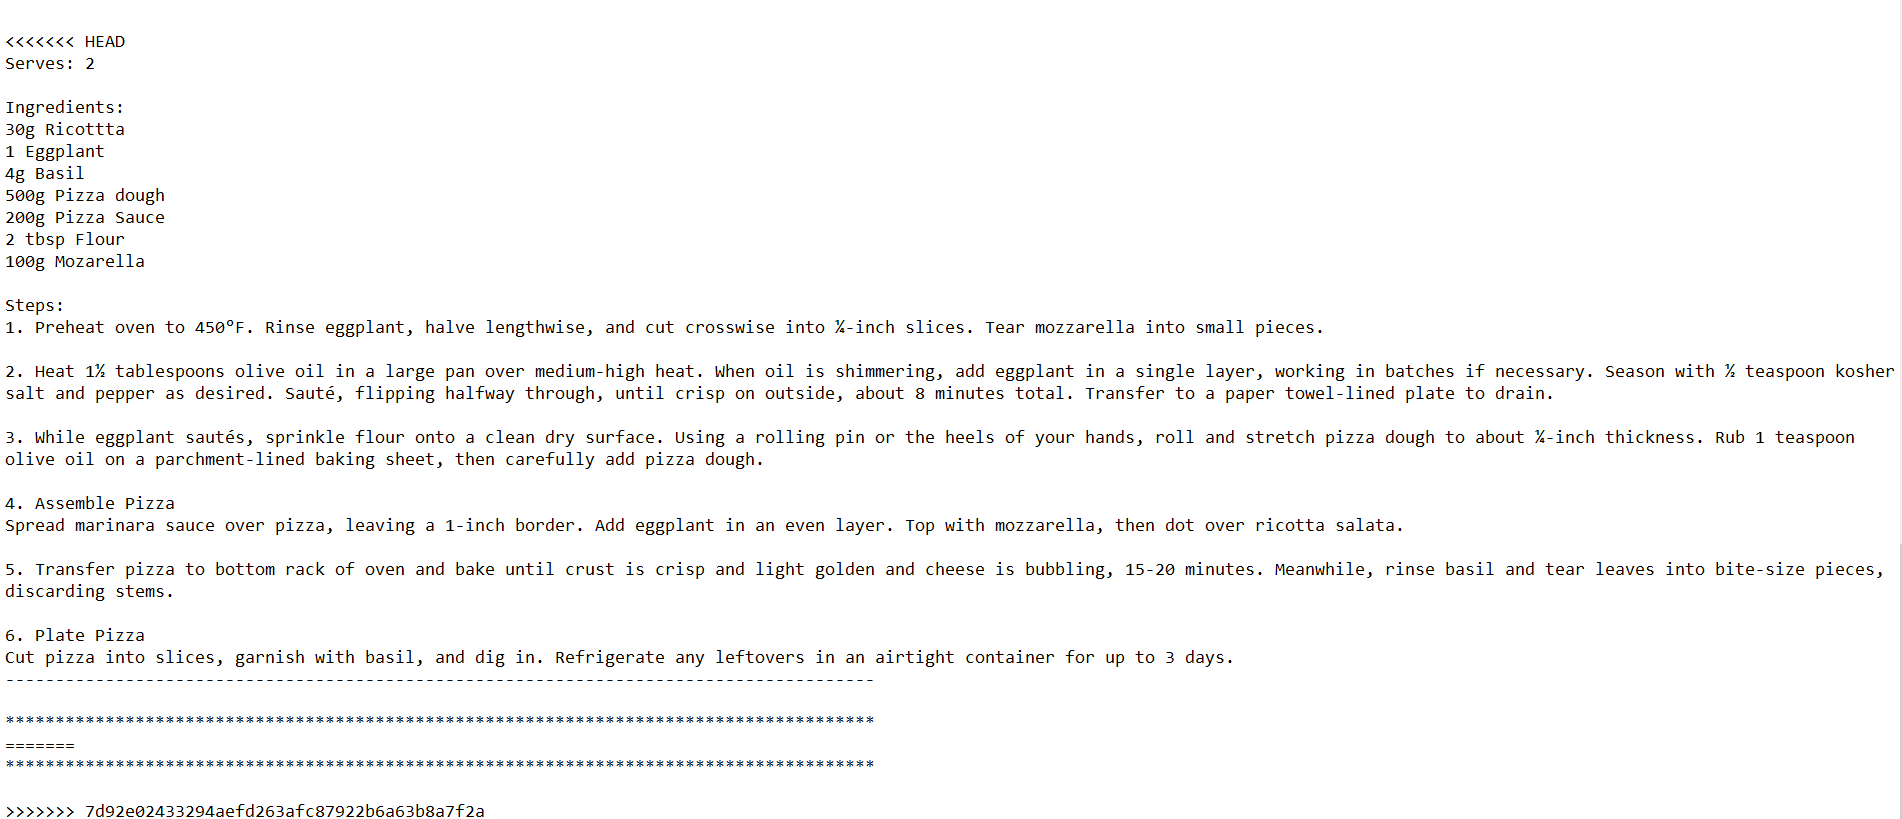 <<<<<<< HEAD
Serves: 2
Ingredients:
30g Ricottta
1 Eggplant
4g Basil
500g Pizza dough
200g Pizza Sauce
2 tbsp Flour
100g Mozarella
Steps:
1. Preheat oven to 450°F. Rinse eggplant, halve lengthwise, and cut crosswise into ¼-inch slices. Tear mozzarella into small pieces.
2. Heat 1½ tablespoons olive oil in a large pan over medium-high heat. When oil is shimmering, add eggplant in a single layer, working in batches if necessary. Season with ½ teaspoon kosher
salt and pepper as desired. Sauté, flipping halfway through, until crisp on outside, about 8 minutes total. Transfer to a paper towel-lined plate to drain.
3. While eggplant sautés, sprinkle flour onto a clean dry surface. Using a rolling pin or the heels of your hands, roll and stretch pizza dough to about ¼-inch thickness. Rub 1 teaspoon
olive oil on a parchment-lined baking sheet, then carefully add pizza dough.
4. Assemble Pizza
Spread marinara sauce over pizza, leaving a 1-inch border. Add eggplant in an even layer. Top with mozzarella, then dot over ricotta salata.
5. Transfer pizza to bottom rack of oven and bake until crust is crisp and light golden and cheese is bubbling, 15-20 minutes. Meanwhile, rinse basil and tear leaves into bite-size pieces,
discarding stems.
6. Plate Pizza
Cut pizza into slices, garnish with basil, and dig in. Refrigerate any leftovers in an airtight container for up to 3 days.
---------------------------------------------------------------------------------------
***************************************************************************************
=======
***************************************************************************************
>>>>>>> 7d92e02433294aefd263afc87922b6a63b8a7f2a